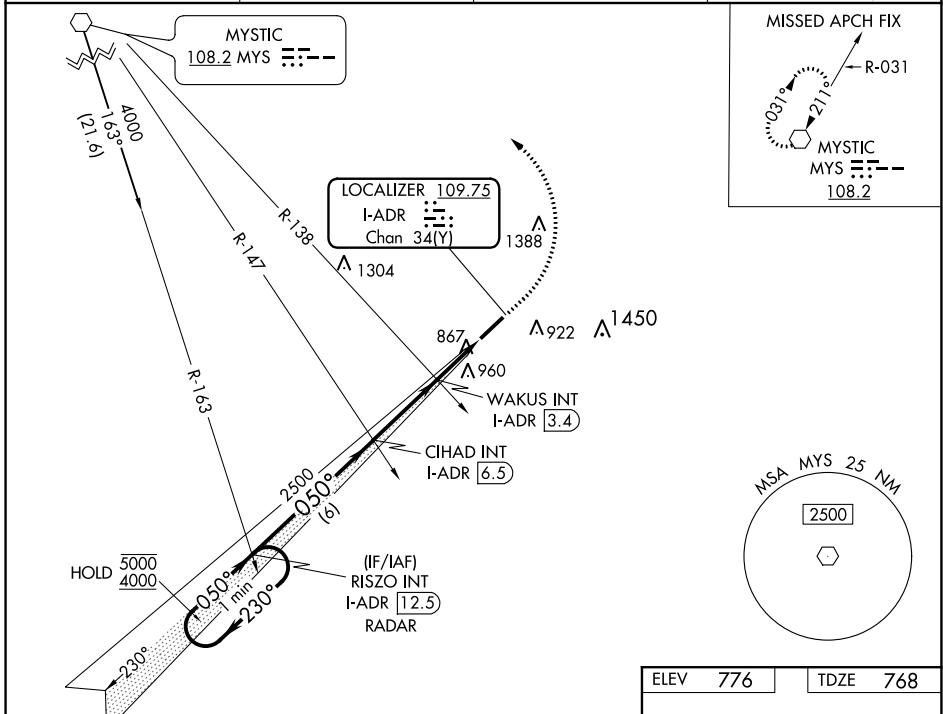 MYSTIC
108.2 MYS
4000
163°
(21.6)
MISSED APCH FIX
R-031
031°
211°
MYSTIC
MYS
108.2
LOCALIZER 109.75
I-ADR
Chan 34(Y)
R-138
R-147
R-163
1304
1388
867
922
1450
960
WAKUS INT
I-ADR 3.4
CIHAD INT
I-ADR 6.5
2500
050°
(6)
HOLD 5000
4000
050°
1 min
230°
(IF/IAF)
RISZO INT
I-ADR 12.5
RADAR
230°
MSA MYS 25 NM
2500
ELEV 776
TDZE 768